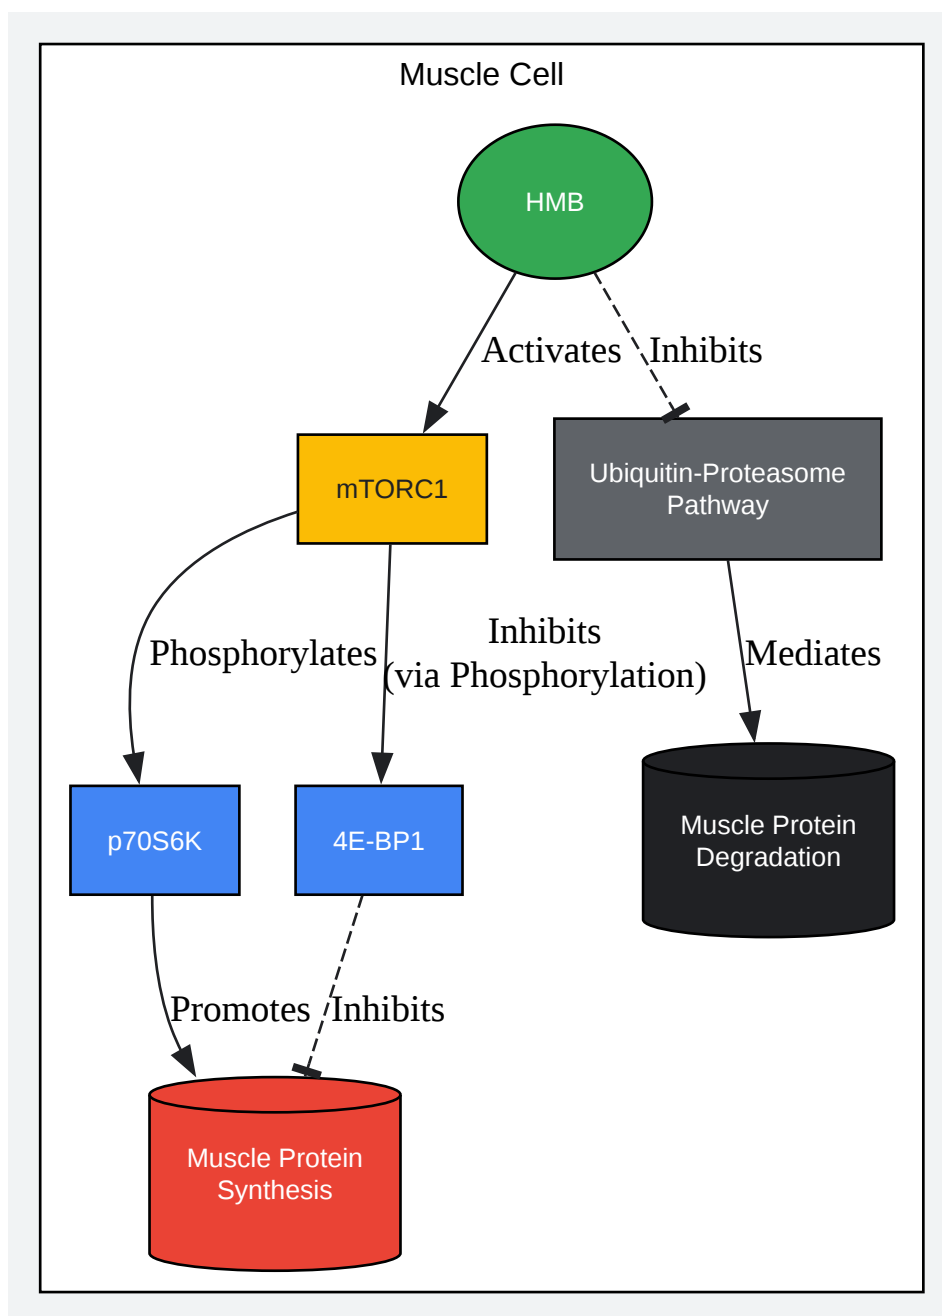 Muscle Cell
HMB
Activates
Inhibits
mTORC1
Ubiquitin-Proteasome
Pathway
Phosphorylates
Inhibits
(via Phosphorylation)
Mediates
p70S6K
4E-BP1
Muscle Protein
Degradation
Promotes
Inhibits
Muscle Protein
Synthesis